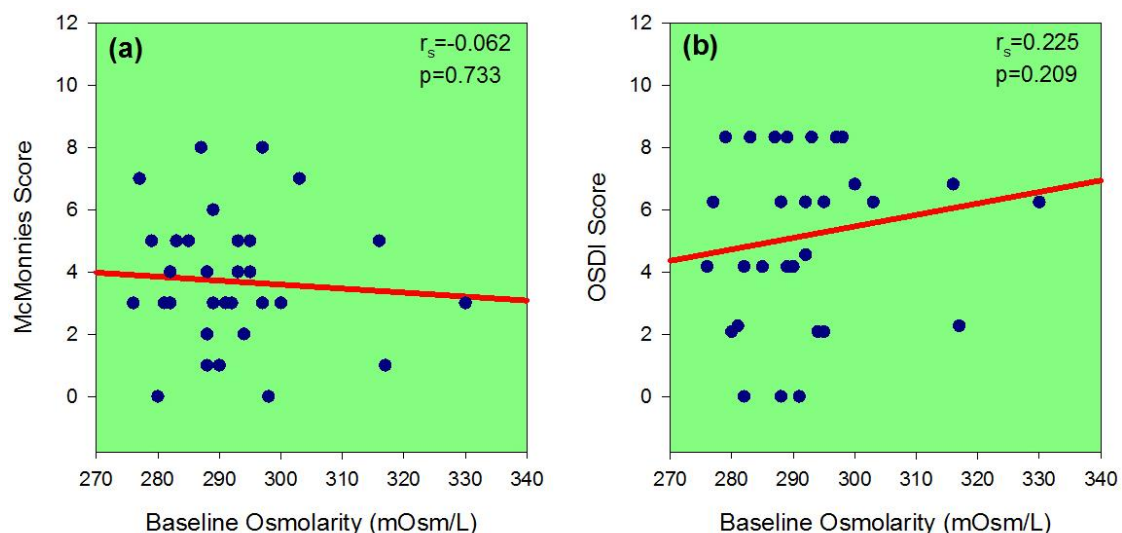 (a)
r_s=-0.062
p=0.733
McMonnies Score
12
10
8
6
4
2
0
270 280 290 300 310 320 330 340
Baseline Osmolarity (mOsm/L)
(b)
r_s=0.225
p=0.209
OSDI Score
12
10
8
6
4
2
0
270 280 290 300 310 320 330 340
Baseline Osmolarity (mOsm/L)